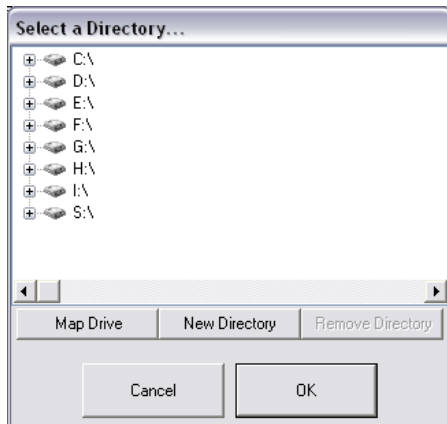 Select a Directory...
C:\
D:\
E:\
F:\
G:\
H:\
I:\
S:\
Map Drive New Directory Remove Directory
Cancel OK